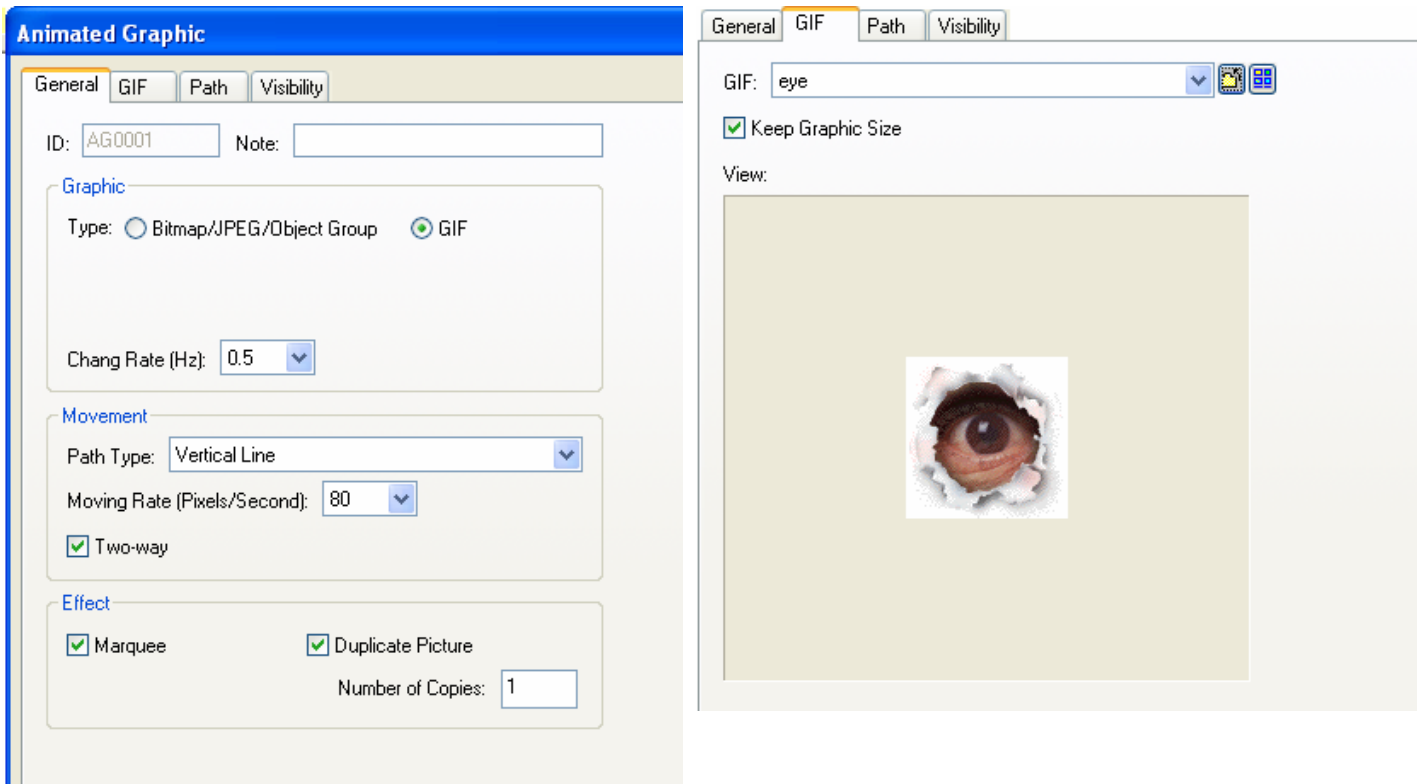 Animated Graphic
General GIF Path Visibility
ID: AG0001 Note:
Graphic
Type: Bitmap/JPEG/Object Group GIF
Chang Rate (Hz): 0.5
Movement
Path Type: Vertical Line
Moving Rate (Pixels/Second): 80
Two-way
Effect
Marquee Duplicate Picture
Number of Copies: 1
General GIF Path Visibility
GIF: eye
Keep Graphic Size
View: